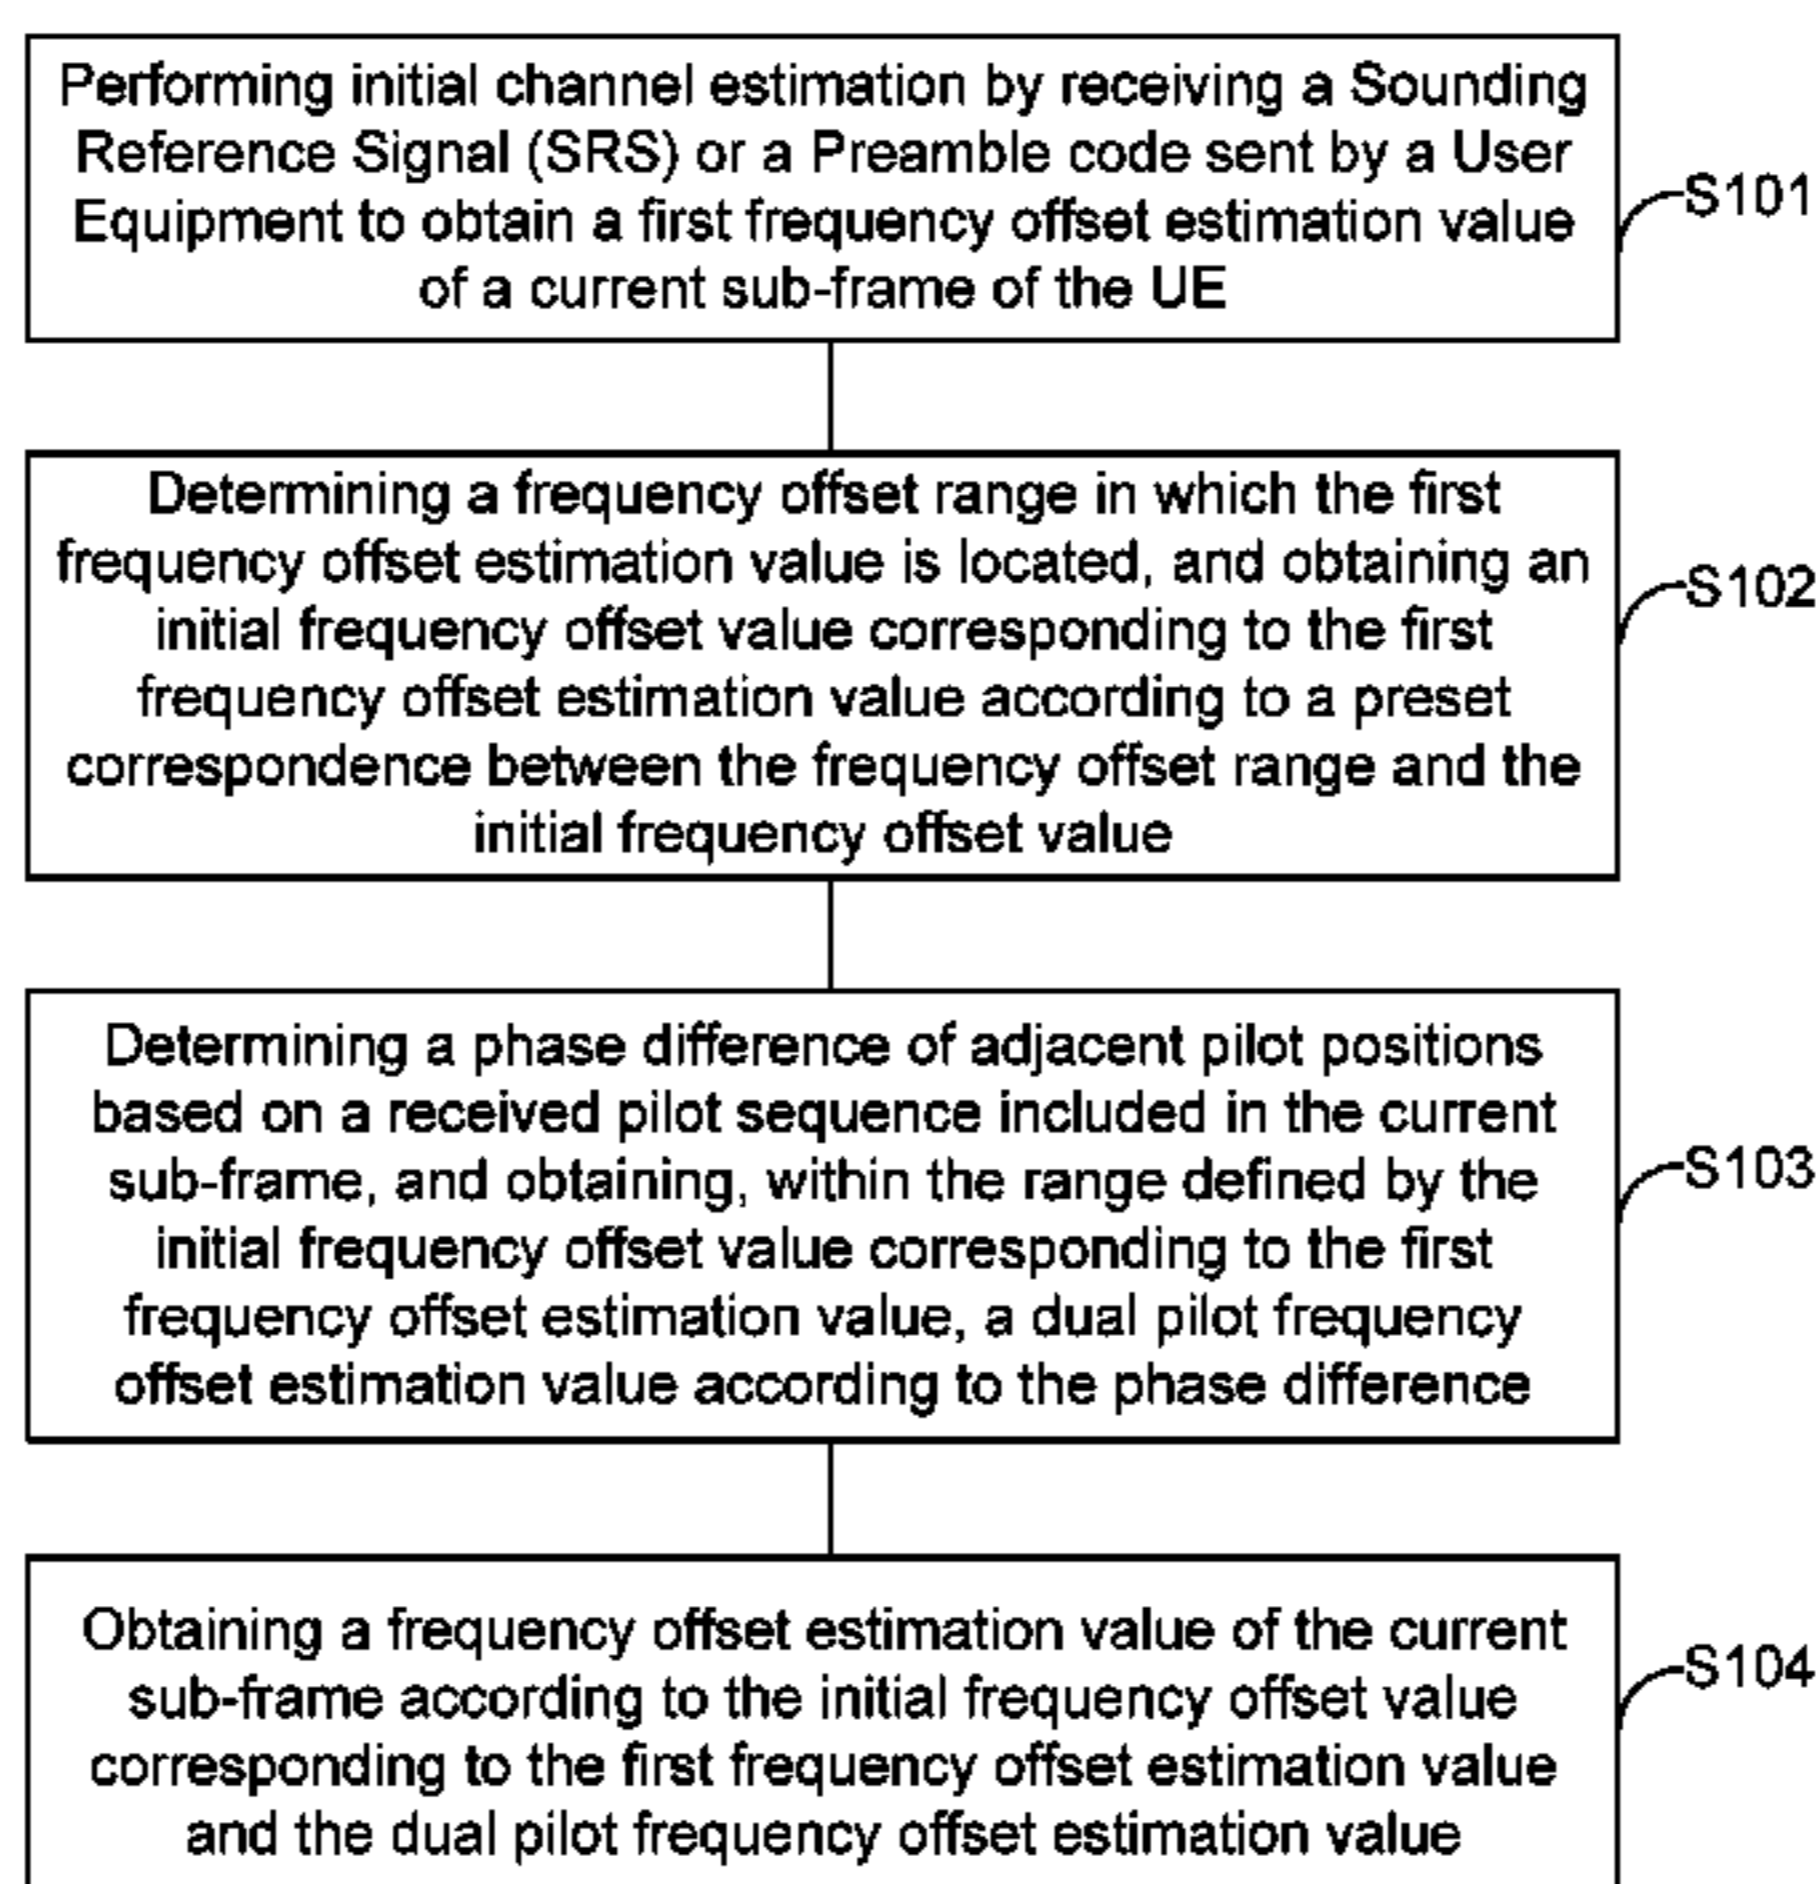 Performing initial channel estimation by receiving a Sounding
Reference Signal (SRS) or a Preamble code sent by a User
Equipment to obtain a first frequency offset estimation value
of a current sub-frame of the UE
S101
Determining a frequency offset range in which the first
frequency offset estimation value is located, and obtaining an
initial frequency offset value corresponding to the first
frequency offset estimation value according to a preset
correspondence between the frequency offset range and the
initial frequency offset value
S102
Determining a phase difference of adjacent pilot positions
based on a received pilot sequence included in the current
sub-frame, and obtaining, within the range defined by the
initial frequency offset value corresponding to the first
frequency offset estimation value, a dual pilot frequency
offset estimation value according to the phase difference
S103
Obtaining a frequency offset estimation value of the current
sub-frame according to the initial frequency offset value
corresponding to the first frequency offset estimation value
and the dual pilot frequency offset estimation value
S104